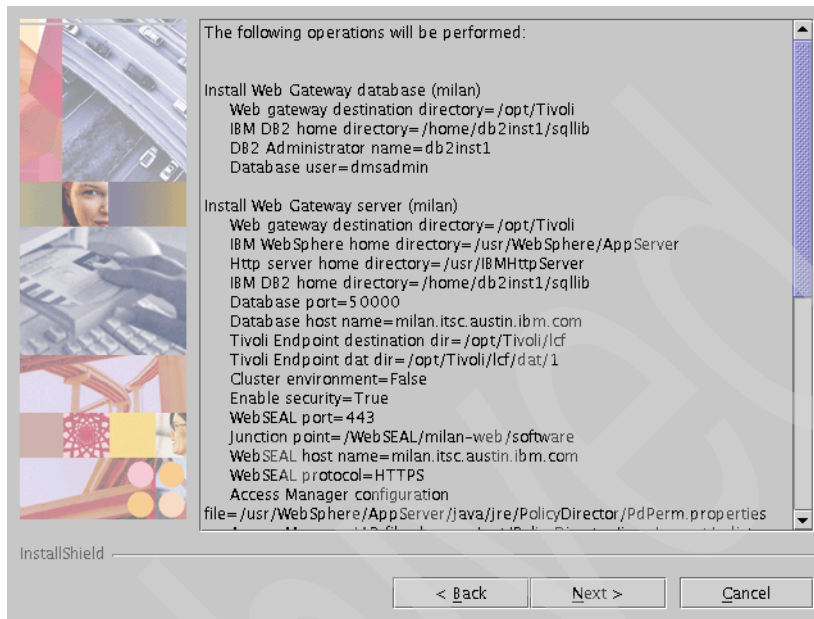 The following operations will be performed:
Install Web Gateway database (milan)
Web gateway destination directory=/opt/Tivoli
IBM DB2 home directory=/home/db2inst1/sqllib
DB2 Administrator name=db2inst1
Database user=dmsadmin
Install Web Gateway server (milan)
Web gateway destination directory=/opt/Tivoli
IBM WebSphere home directory=/usr/WebSphere/AppServer
Http server home directory=/usr/IBMHttpServer
IBM DB2 home directory=/home/db2inst1/sqllib
Database port=50000
Database host name=milan.itsc.austin.ibm.com
Tivoli Endpoint destination dir=/opt/Tivoli/lcf
Tivoli Endpoint dat dir=/opt/Tivoli/lcf/dat/1
Cluster environment=False
Enable security=True
WebSEAL port=443
Junction point=/WebSEAL/milan-web/software
WebSEAL host name=milan.itsc.austin.ibm.com
WebSEAL protocol=HTTPS
Access Manager configuration
file=/usr/WebSphere/AppServer/java/jre/PolicyDirector/PdPerm.properties
InstallShield
< Back
Next >
Cancel